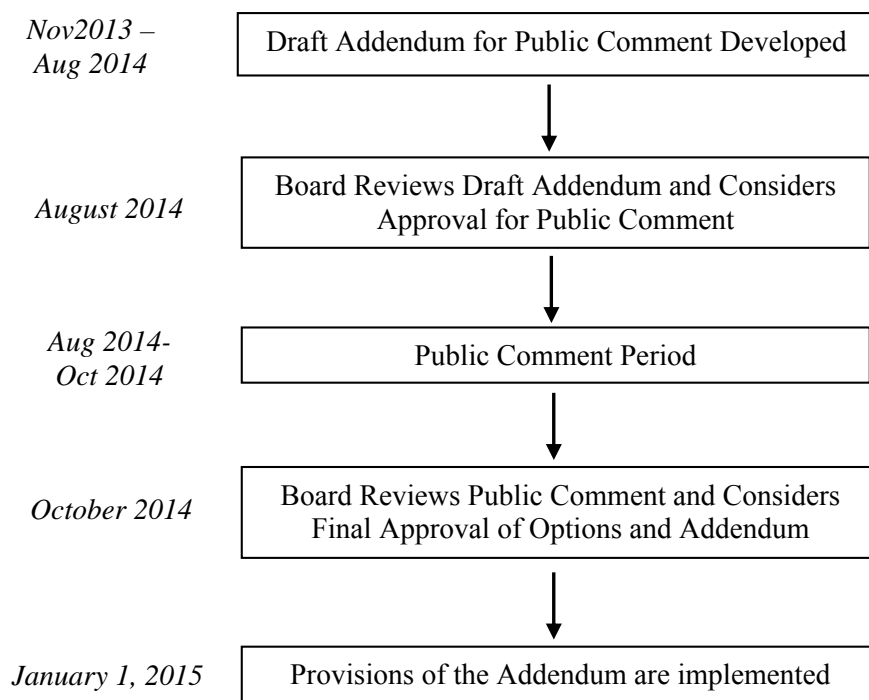 Nov2013 –
Aug 2014
Draft Addendum for Public Comment Developed
August 2014
Board Reviews Draft Addendum and Considers
Approval for Public Comment
Aug 2014-
Oct 2014
Public Comment Period
October 2014
Board Reviews Public Comment and Considers
Final Approval of Options and Addendum
January 1, 2015
Provisions of the Addendum are implemented